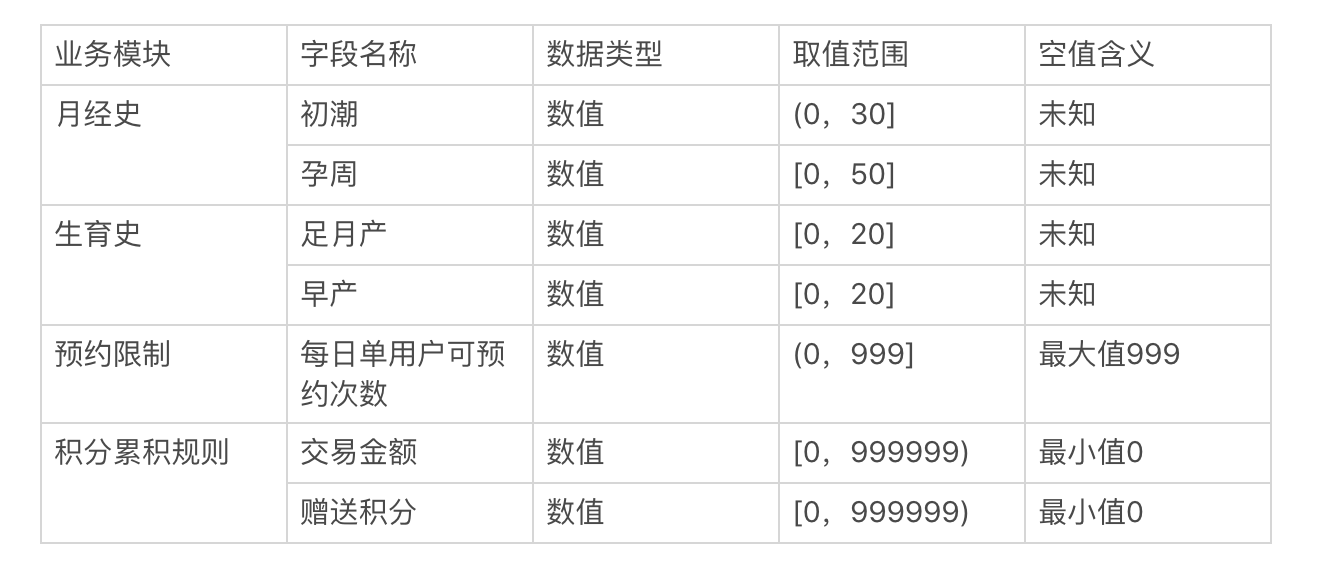 业务模块 字段名称 数据类型 取值范围 空值含义
月经史 初潮 数值 (0，30] 未知
孕周 数值 [0，50] 未知
生育史 足月产 数值 [0，20] 未知
早产 数值 [0，20] 未知
预约限制 每日单用户可预 数值 (0，999] 最大值999
约次数
积分累积规则 交易金额 数值 [0，999999) 最小值0
赠送积分 数值 [0，999999) 最小值0